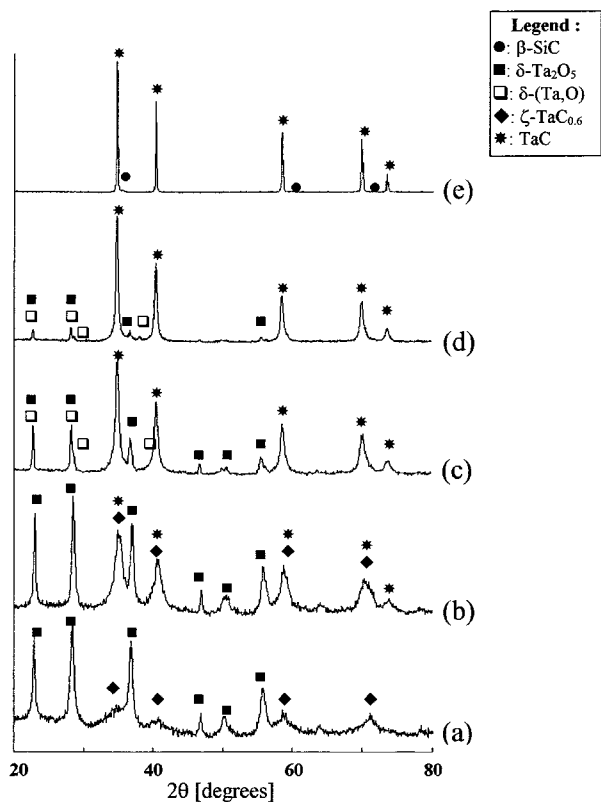 Legend :
●: β-SiC
■: δ-Ta₂O₅
❑: δ-(Ta,O)
◆: ζ-TaC₀.₆
✷: TaC
(e)
(d)
(c)
(b)
(a)
20 40 60 80
2θ [degrees]